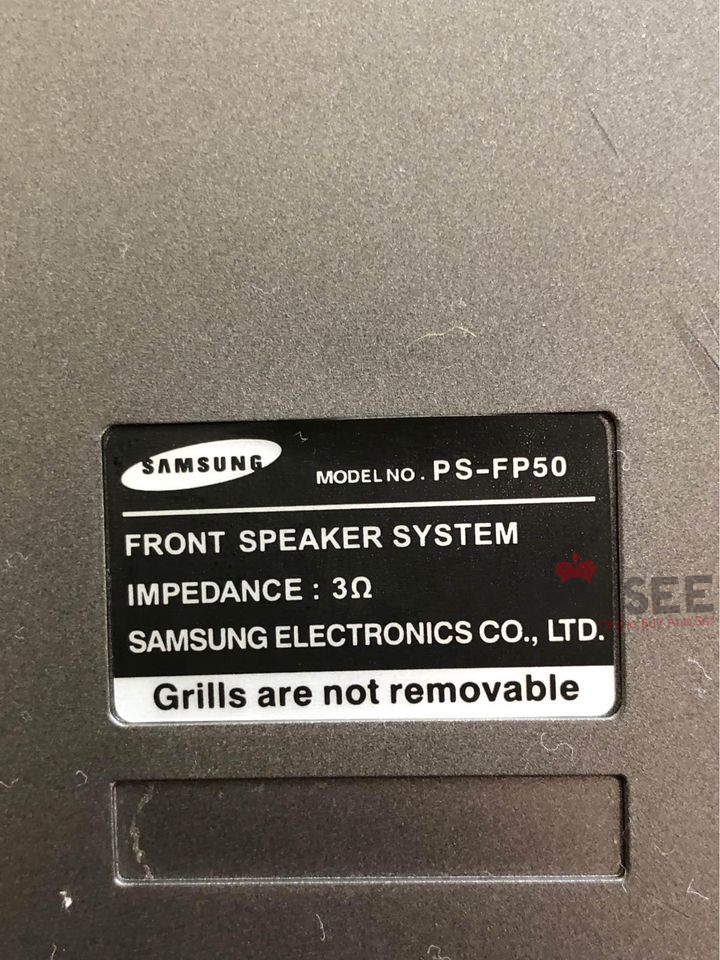 SAMSUNG
MODEL NO. PS-FP50
FRONT SPEAKER SYSTEM
IMPEDANCE : 3Ω
SAMSUNG ELECTRONICS CO., LTD.
Grills are not removable
SEE